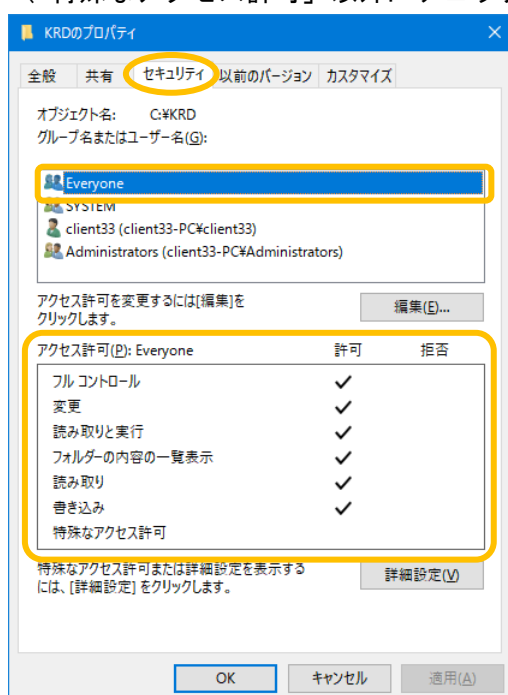 KRDのプロパティ
全般 共有 セキュリティ 以前のバージョン カスタマイズ
オブジェクト名: C:¥KRD
グループ名またはユーザー名(G):
Everyone
SYSTEM
client33 (client33-PC¥client33)
Administrators (client33-PC¥Administrators)
アクセス許可を変更するには[編集]を
クリックします。
編集(E)...
アクセス許可(P): Everyone 許可 拒否
フル コントロール
変更
読み取りと実行
フォルダーの内容の一覧表示
読み取り
書き込み
特殊なアクセス許可
特殊なアクセス許可または詳細設定を表示する
には、[詳細設定] をクリックします。
詳細設定(V)
OK キャンセル 適用(A)